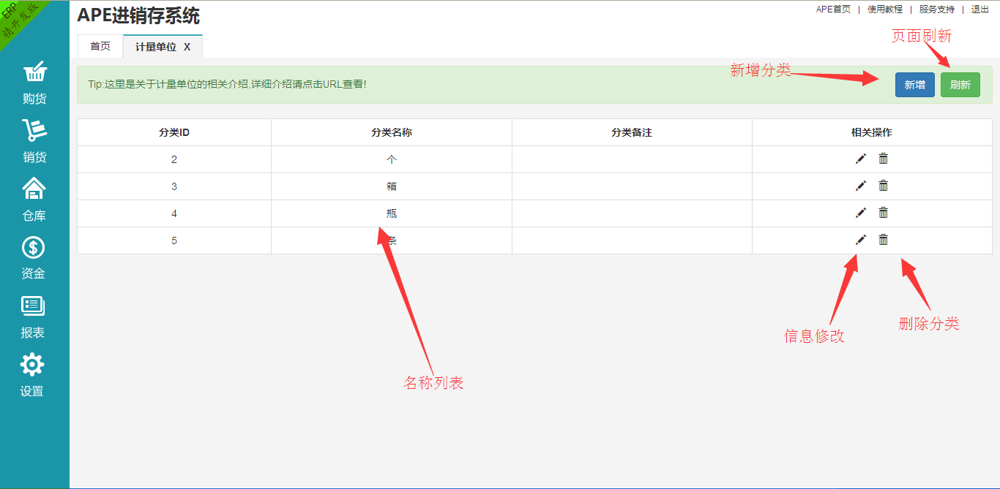 ERP
精开发版
APE进销存系统
APE首页 | 使用教程 | 服务支持 | 退出
首页
计量单位 X
页面刷新
新增分类
Tip:这里是关于计量单位的相关介绍,详细介绍请点击URL查看!
新增
刷新
购货
销货
仓库
资金
报表
设置
分类ID 分类名称 分类备注 相关操作
2 个
3 箱
4 瓶
5 条
信息修改
删除分类
名称列表